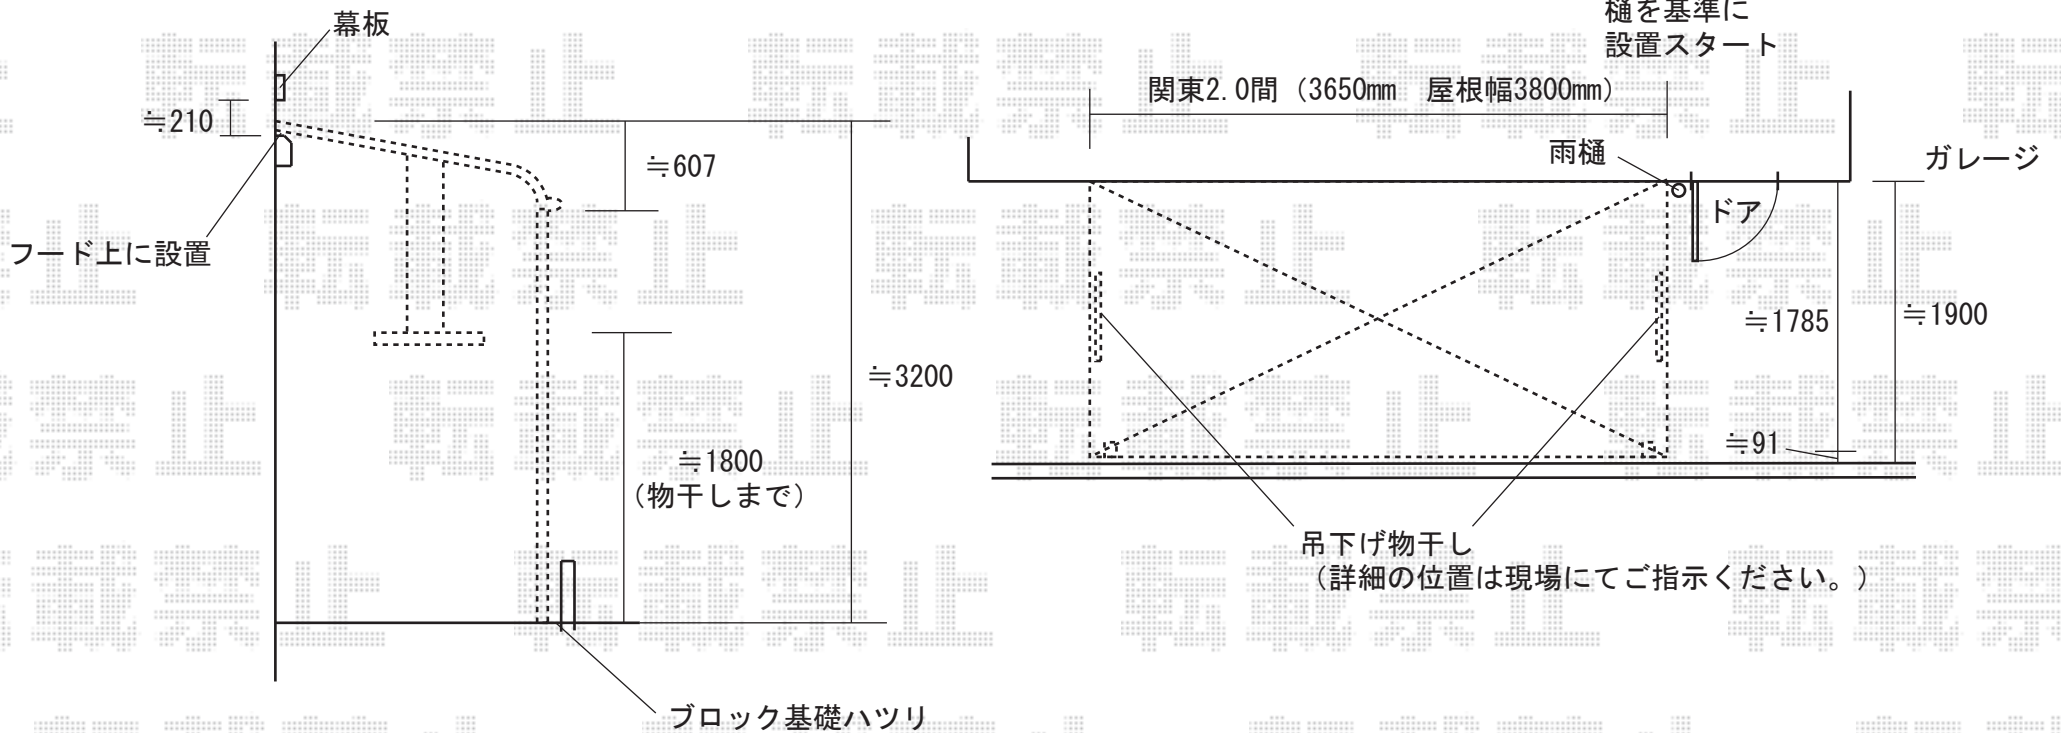 幕板
≒210
フード上に設置
≒607
≒3200
≒1800
(物干しまで)
ブロック基礎ハツリ
樋を基準に
設置スタート
関東2.0間(3650mm 屋根幅3800mm)
雨樋
ガレージ
ドア
≒1785
≒1900
≒91
吊下げ物干し
(詳細の位置は現場にてご指示ください。)
転載禁止